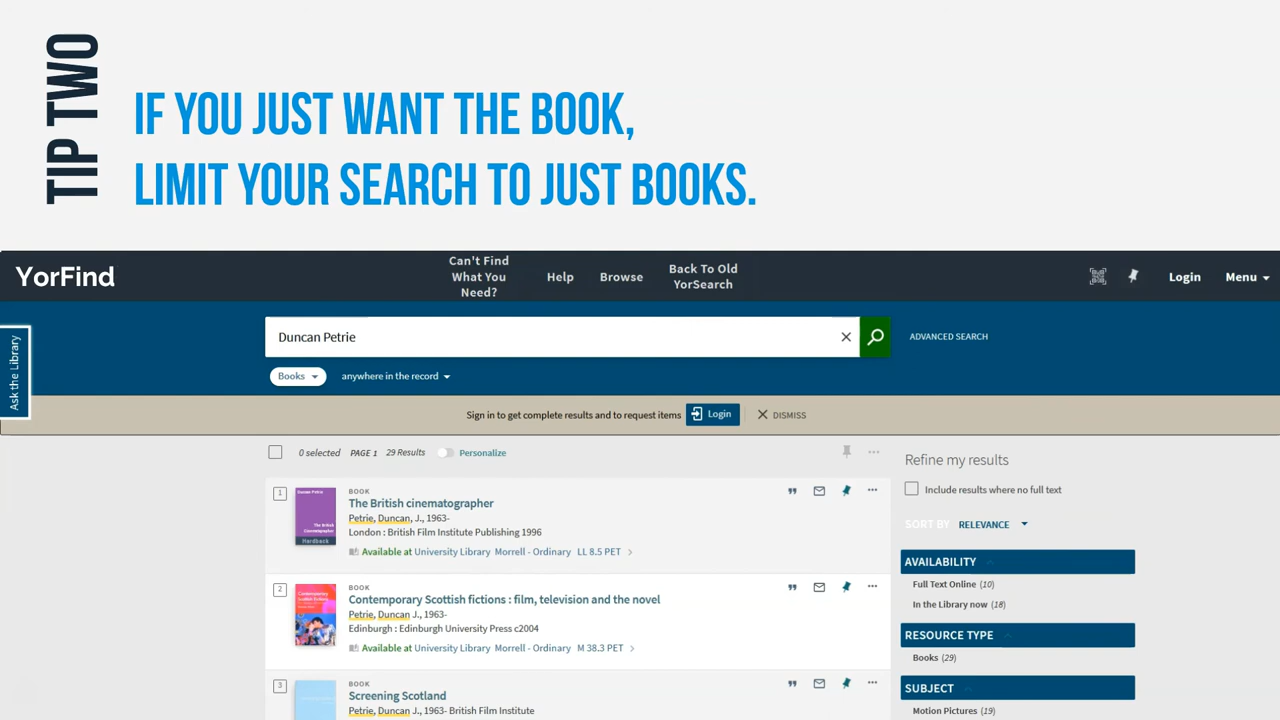 TIP TWO
IF YOU JUST WANT THE BOOK,
LIMIT YOUR SEARCH TO JUST BOOKS.
YorFind
Can't Find
What You
Need?
Help
Browse
Back To Old
YorSearch
Login
Menu
Ask the Library
Duncan Petrie
ADVANCED SEARCH
Books
anywhere in the record
Sign in to get complete results and to request items
Login
DISMISS
0 selected PAGE 1 29 Results Personalize
1
Duncan Petrie
The British
Cinematographer
Hardback
BOOK
The British cinematographer
Petrie, Duncan, J., 1963-
London : British Film Institute Publishing 1996
Available at University Library Morrell - Ordinary LL 8.5 PET
2
BOOK
Contemporary Scottish fictions : film, television and the novel
Petrie, Duncan J., 1963-
Edinburgh : Edinburgh University Press c2004
Available at University Library Morrell - Ordinary M 38.3 PET
3
BOOK
Screening Scotland
Petrie, Duncan J., 1963- British Film Institute
Refine my results
Include results where no full text
SORT BY RELEVANCE
AVAILABILITY
Full Text Online (10)
In the Library now (18)
RESOURCE TYPE
Books (29)
SUBJECT
Motion Pictures (19)